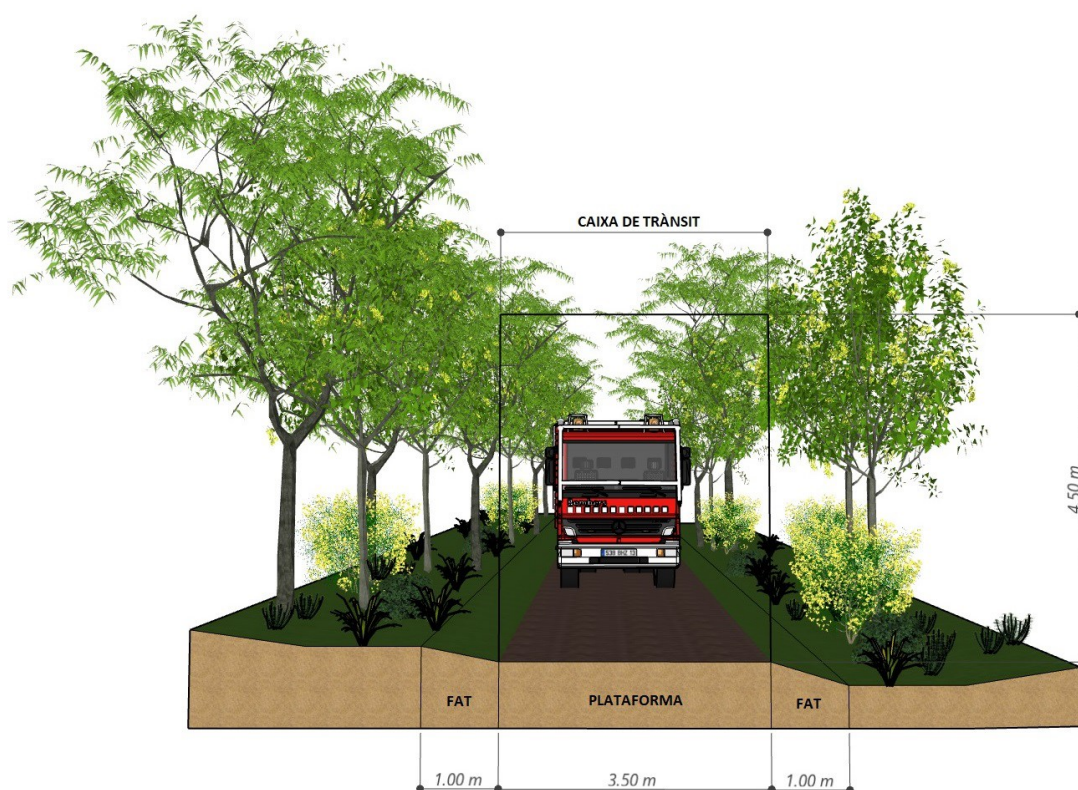 CAIXA DE TRÀNSIT
4.50 m
FAT
PLATAFORMA
FAT
1.00 m
3.50 m
1.00 m